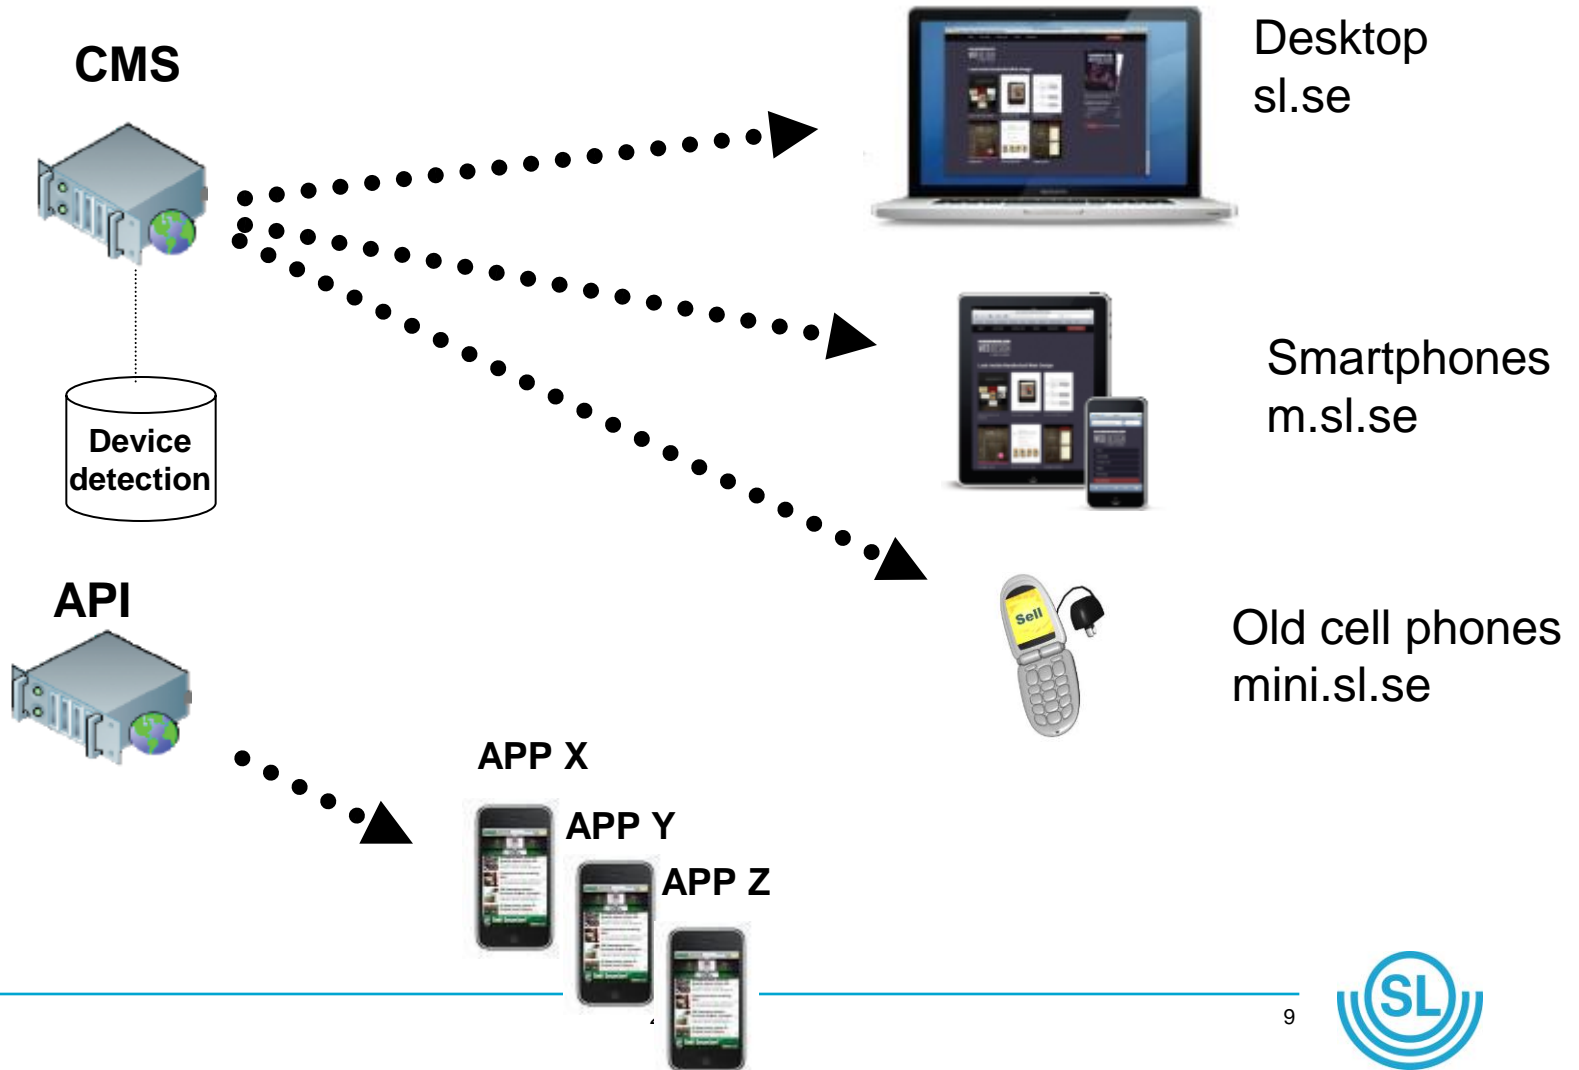 CMS
Desktop
sl.se
Device
detection
Smartphones
m.sl.se
API
Sell
Old cell phones
mini.sl.se
APP X
APP Y
APP Z
9
SL